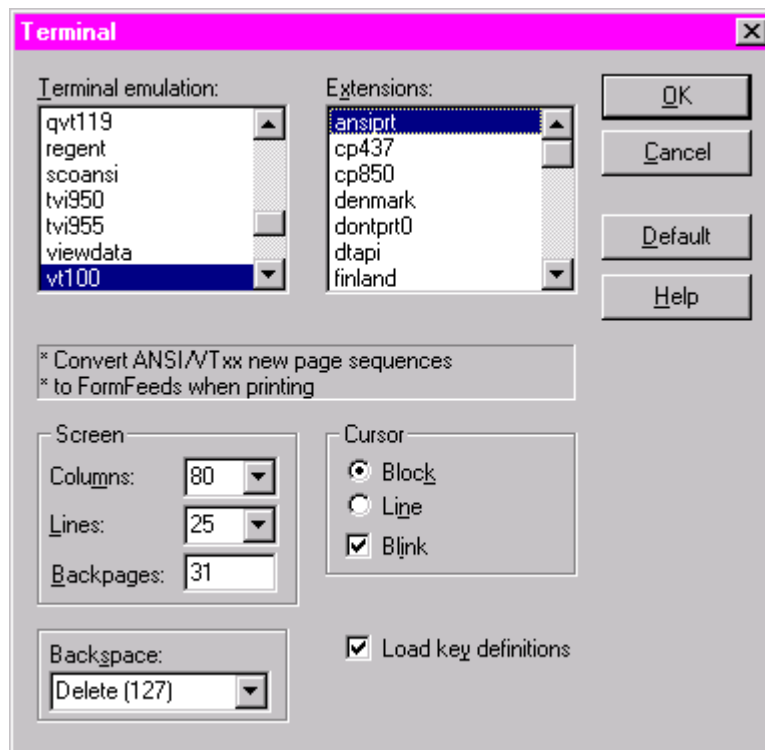 Terminal
Terminal emulation:
qvt119
regent
scoansi
tvi950
tvi955
viewdata
vt100
Extensions:
ansiprt
cp437
cp850
denmark
dontprt0
dtapi
finland
OK
Cancel
Default
Help
* Convert ANSI/VTxx new page sequences
* to FormFeeds when printing
Screen
Columns: 80
Lines: 25
Backpages: 31
Cursor
Block
Line
Blink
Backspace:
Delete (127)
Load key definitions